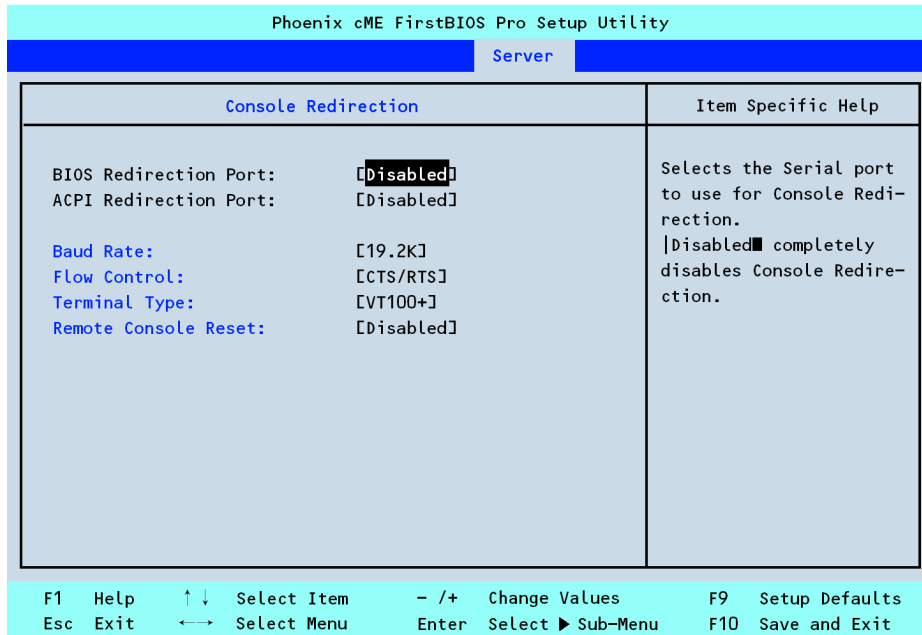 Phoenix cME FirstBIOS Pro Setup Utility
Server
Console Redirection
BIOS Redirection Port: [Disabled]
ACPI Redirection Port: [Disabled]
Baud Rate: [19.2K]
Flow Control: [CTS/RTS]
Terminal Type: [VT100+]
Remote Console Reset: [Disabled]
Item Specific Help
Selects the Serial port
to use for Console Redi-
rection.
|Disabled■ completely
disables Console Redire-
ction.
F1 Help ↑ ↓ Select Item - /+ Change Values F9 Setup Defaults
Esc Exit ←→ Select Menu Enter Select ▶ Sub-Menu F10 Save and Exit